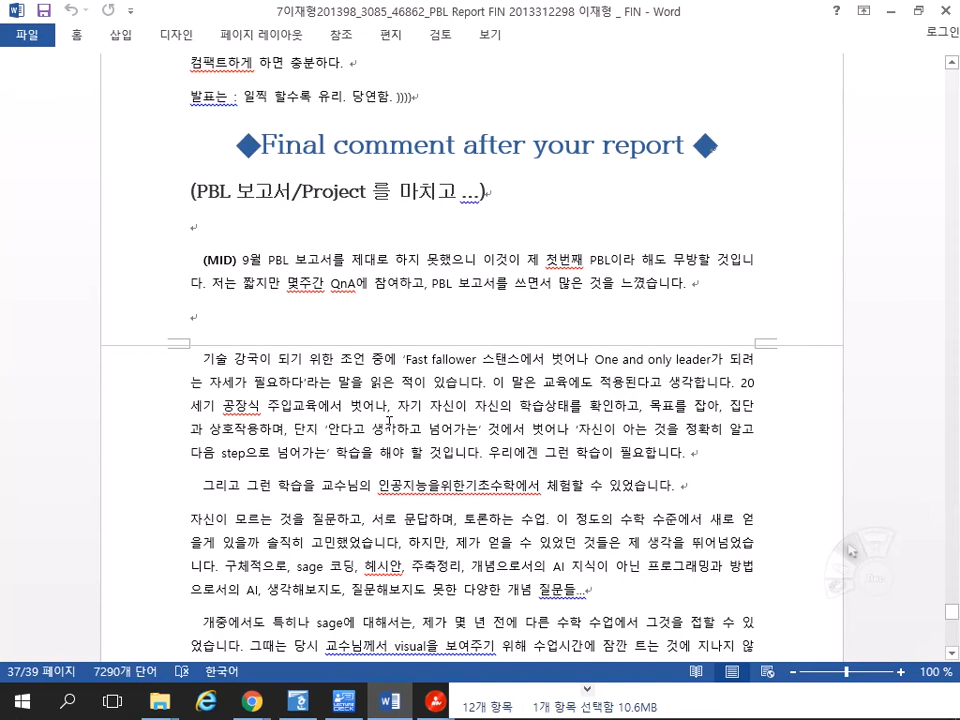 7이재형201398_3085_46862_PBL Report FIN 2013312298 이재형 _ FIN - Word
?
파일 홈 삽입 디자인 페이지 레이아웃 참조 편지 검토 보기 로그인
컴팩트하게 하면 충분하다.
발표는 : 일찍 할수록 유리. 당연함. ))))
◆Final comment after your report ◆
(PBL 보고서/Project 를 마치고 ...)
(MID) 9월 PBL 보고서를 제대로 하지 못했으니 이것이 제 첫번째 PBL이라 해도 무방할 것입니
다. 저는 짧지만 몇주간 QnA에 참여하고, PBL 보고서를 쓰면서 많은 것을 느꼈습니다.
기술 강국이 되기 위한 조언 중에 ‘Fast fallower 스탠스에서 벗어나 One and only leader가 되려
는 자세가 필요하다’라는 말을 읽은 적이 있습니다. 이 말은 교육에도 적용된다고 생각합니다. 20
세기 공장식 주입교육에서 벗어나, 자기 자신이 자신의 학습상태를 확인하고, 목표를 잡아, 집단
과 상호작용하며, 단지 ‘안다고 생각하고 넘어가는’ 것에서 벗어나 ‘자신이 아는 것을 정확히 알고
다음 step으로 넘어가는’ 학습을 해야 할 것입니다. 우리에겐 그런 학습이 필요합니다.
그리고 그런 학습을 교수님의 인공지능을위한기초수학에서 체험할 수 있었습니다.
자신이 모르는 것을 질문하고, 서로 문답하며, 토론하는 수업. 이 정도의 수학 수준에서 새로 얻
을게 있을까 솔직히 고민했었습니다, 하지만, 제가 얻을 수 있었던 것들은 제 생각을 뛰어넘었습
니다. 구체적으로, sage 코딩, 헤시안, 주축정리, 개념으로서의 AI 지식이 아닌 프로그래밍과 방법
으로서의 AI, 생각해보지도, 질문해보지도 못한 다양한 개념 질문들...
개중에서도 특히나 sage에 대해서는, 제가 몇 년 전에 다른 수학 수업에서 그것을 접할 수 있
었습니다. 그때는 당시 교수님께서 visual을 보여주기 위해 수업시간에 잠깐 트는 것에 지나지 않
37/39 페이지 7290개 단어 한국어 100 %
12개 항목 1개 항목 선택함 10.6MB